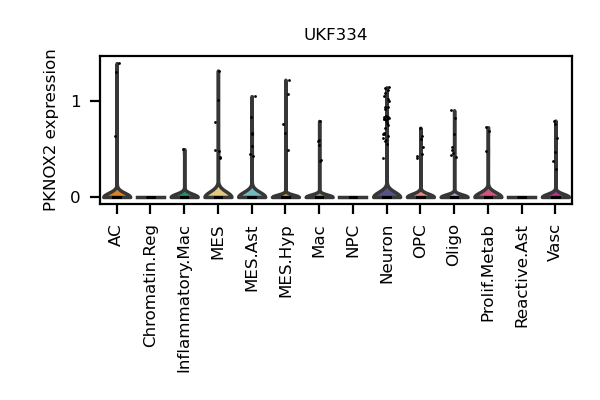 UKF334
PKNOX2 expression
1
0
AC
Chromatin.Reg
Inflammatory.Mac
MES
MES.Ast
MES.Hyp
Mac
NPC
Neuron
OPC
Oligo
Prolif.Metab
Reactive.Ast
Vasc